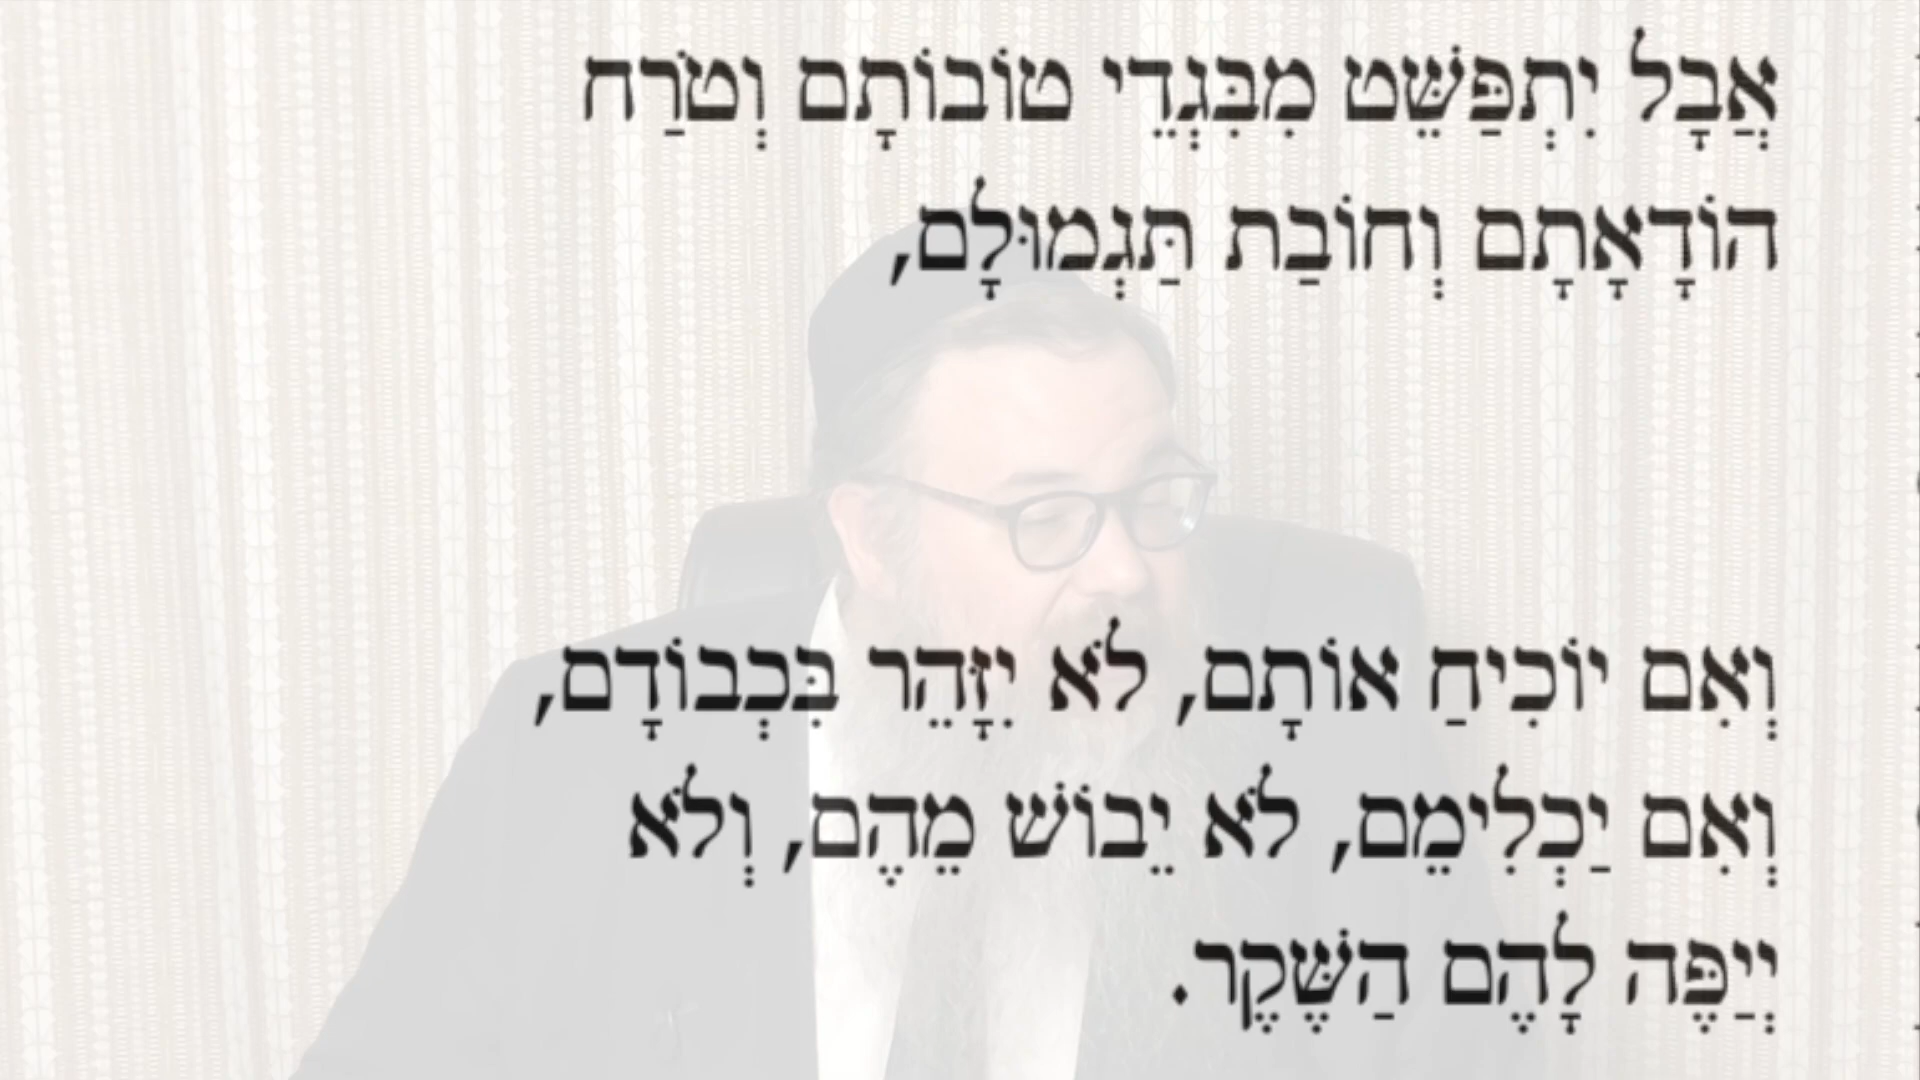 אֲבָל יִתְפַּשֵּׁט מִבִּגְדֵי טוֹבוֹתָם וְטֹרַח
הוֹדָאָתָם וְחוֹבַת תַּגְמוּלָם,
וְאִם יוֹכִיחַ אוֹתָם, לֹא יִזָּהֵר בִּכְבוֹדָם,
וְאִם יַכְלִימֵם, לֹא יֵבוֹשׁ מֵהֶם, וְלֹא
יְיַפֶּה לָהֶם הַשֶּׁקֶר.